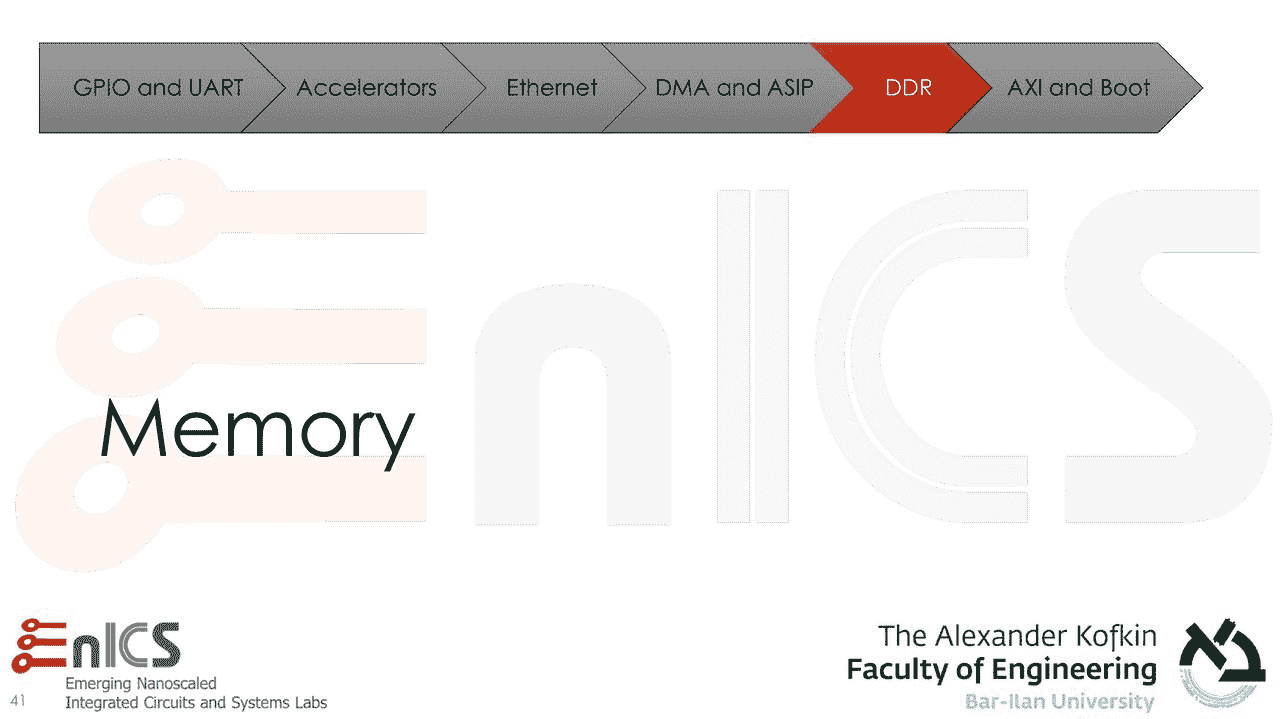 GPIO and UART
Accelerators
Ethernet
DMA and ASIP
DDR
AXI and Boot
EnICS
Memory
EnICS
Emerging Nanoscaled
Integrated Circuits and Systems Labs
41
The Alexander Kofkin
Faculty of Engineering
Bar-Ilan University